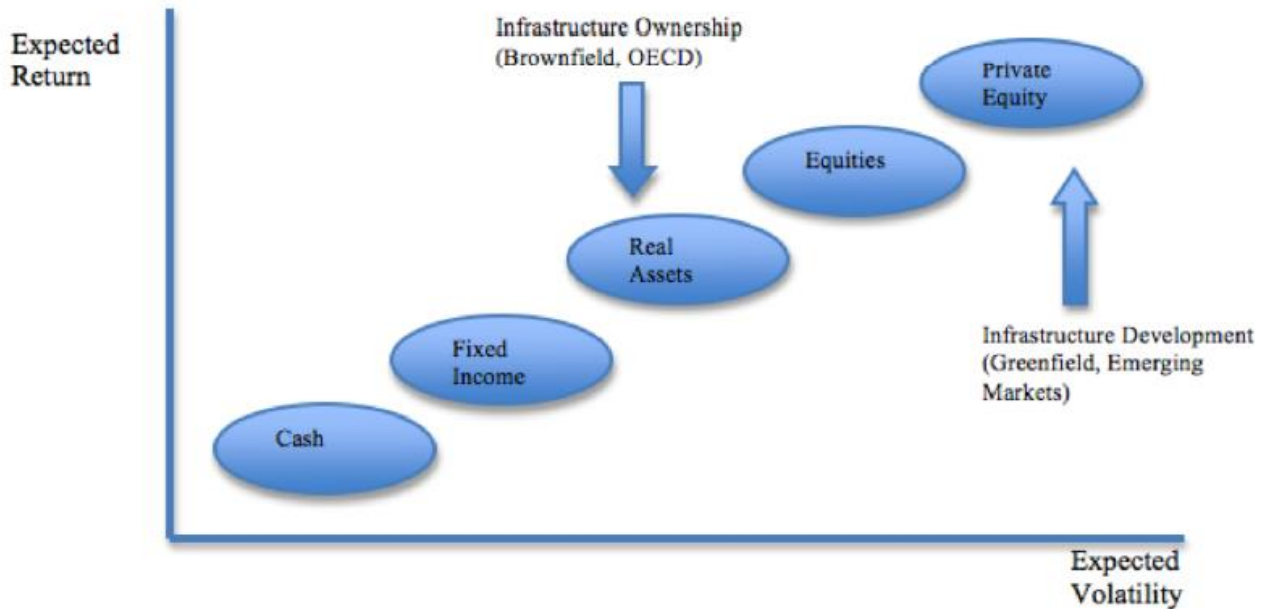 Expected
Return
Infrastructure Ownership
(Brownfield, OECD)
Private
Equity
Equities
Real
Assets
Infrastructure Development
(Greenfield, Emerging
Markets)
Fixed
Income
Cash
Expected
Volatility